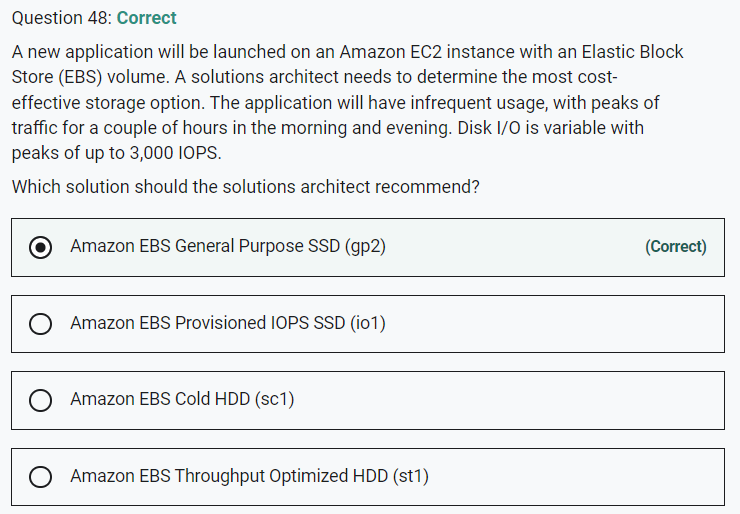 Question 48: Correct
A new application will be launched on an Amazon EC2 instance with an Elastic Block
Store (EBS) volume. A solutions architect needs to determine the most cost-
effective storage option. The application will have infrequent usage, with peaks of
traffic for a couple of hours in the morning and evening. Disk I/O is variable with
peaks of up to 3,000 IOPS.
Which solution should the solutions architect recommend?
Amazon EBS General Purpose SSD (gp2) (Correct)
Amazon EBS Provisioned IOPS SSD (io1)
Amazon EBS Cold HDD (sc1)
Amazon EBS Throughput Optimized HDD (st1)